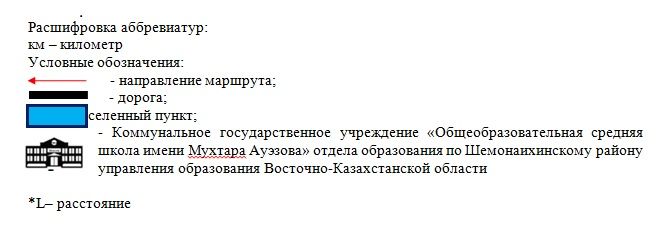 Расшифровка аббревиатур:
км – километр
Условные обозначения:
- направление маршрута;
- дорога;
селенный пункт;
- Коммунальное государственное учреждение «Общеобразовательная средняя
школа имени Мухтара Ауэзова» отдела образования по Шемонаихинскому району
управления образования Восточно-Казахстанской области
*L– расстояние